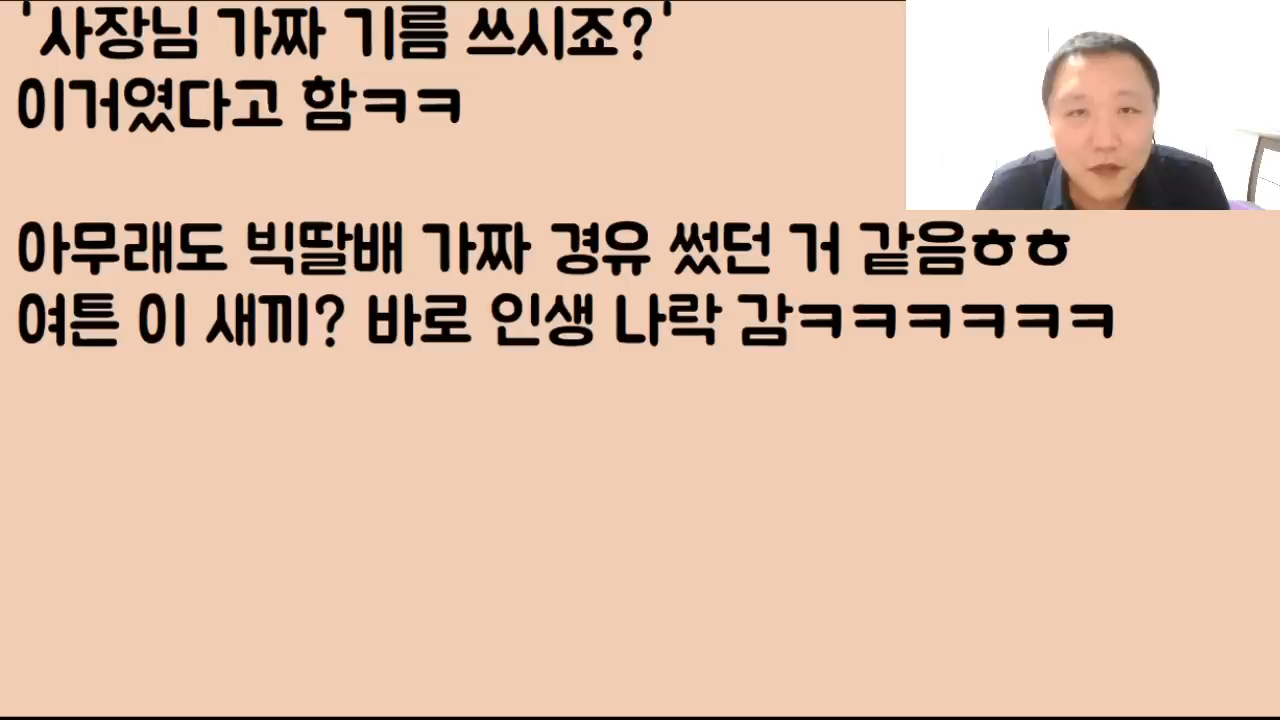 '사장님 가짜 기름 쓰시죠?'
이거였다고 함ㅋㅋ
아무래도 빅딸배 가짜 경유 썼던 거 같음ㅎㅎ
여튼 이 새끼? 바로 인생 나락 감ㅋㅋㅋㅋㅋㅋ